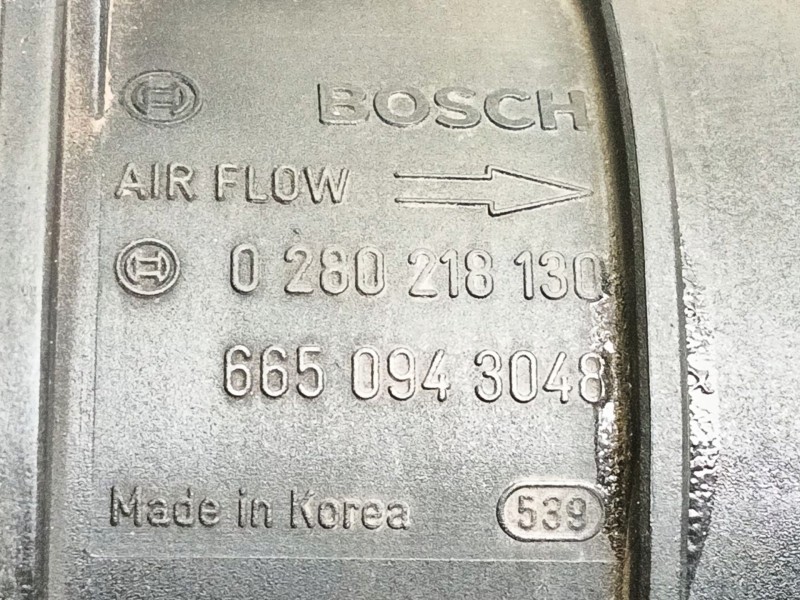 BOSCH
AIR FLOW
0 280 218 130
665 094 3048
Made in Korea 539